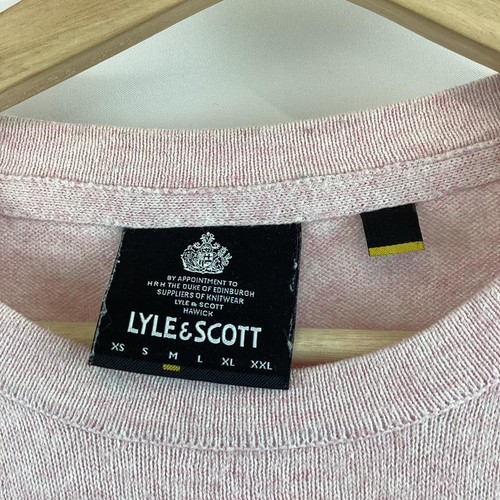 BY APPOINTMENT TO
H R H THE DUKE OF EDINBURGH
SUPPLIERS OF KNITWEAR
LYLE & SCOTT
HAWICK
LYLE & SCOTT
XS S M L XL XXL